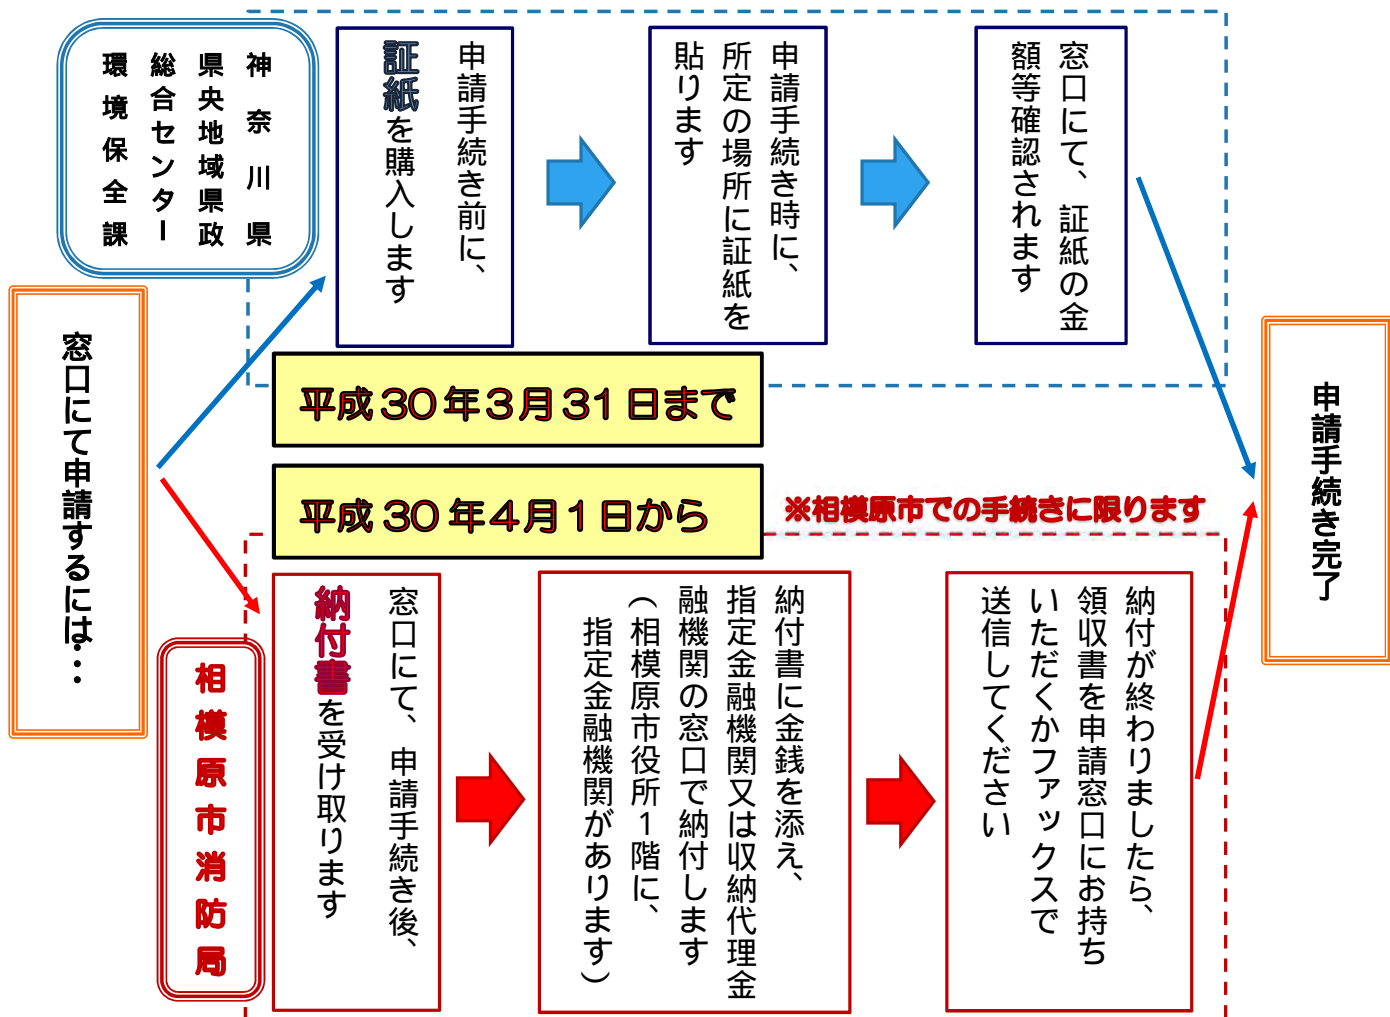 窓口にて申請するには・・・
神奈川県
県央地域県政
総合センター
環境保全課
申請手続き前に、
証紙を購入します
申請手続き時に、
所定の場所に証紙を
貼ります
窓口にて、証紙の金
額等確認されます
平成30年3月31日まで
平成30年4月1日から
※相模原市での手続きに限ります
相模原市消防局
窓口にて、申請手続き後、
納付書を受け取ります
納付書に金銭を添え、
指定金融機関又は収納代理金
融機関の窓口で納付します
（相模原市役所1階に、
指定金融機関があります）
納付が終わりましたら、
領収書を申請窓口にお持ち
いただくかファックスで
送信してください
申請手続き完了